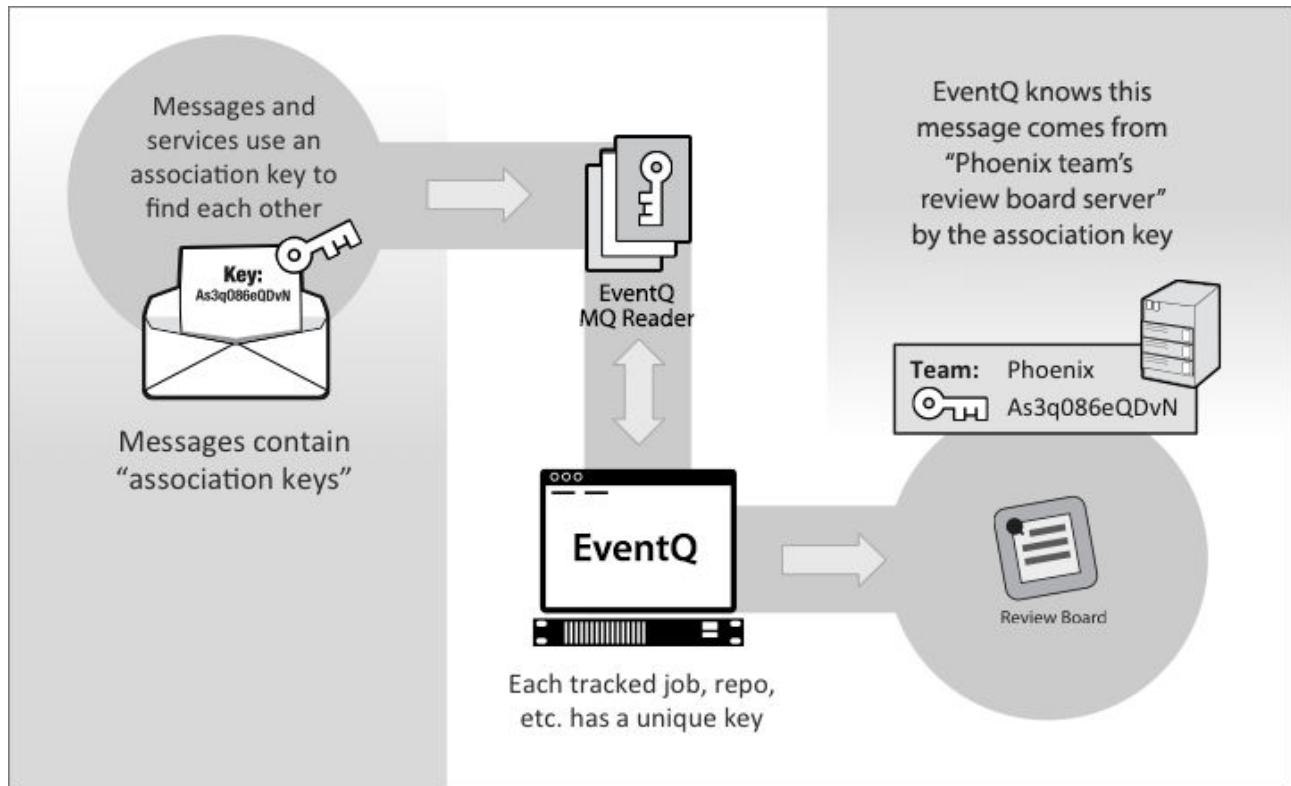 Messages and
services use an
association key to
find each other
Key:
As3q086eQDvN
Messages contain
“association keys”
EventQ
MQ Reader
EventQ
Each tracked job, repo,
etc. has a unique key
EventQ knows this
message comes from
“Phoenix team’s
review board server”
by the association key
Team: Phoenix
As3q086eQDvN
Review Board